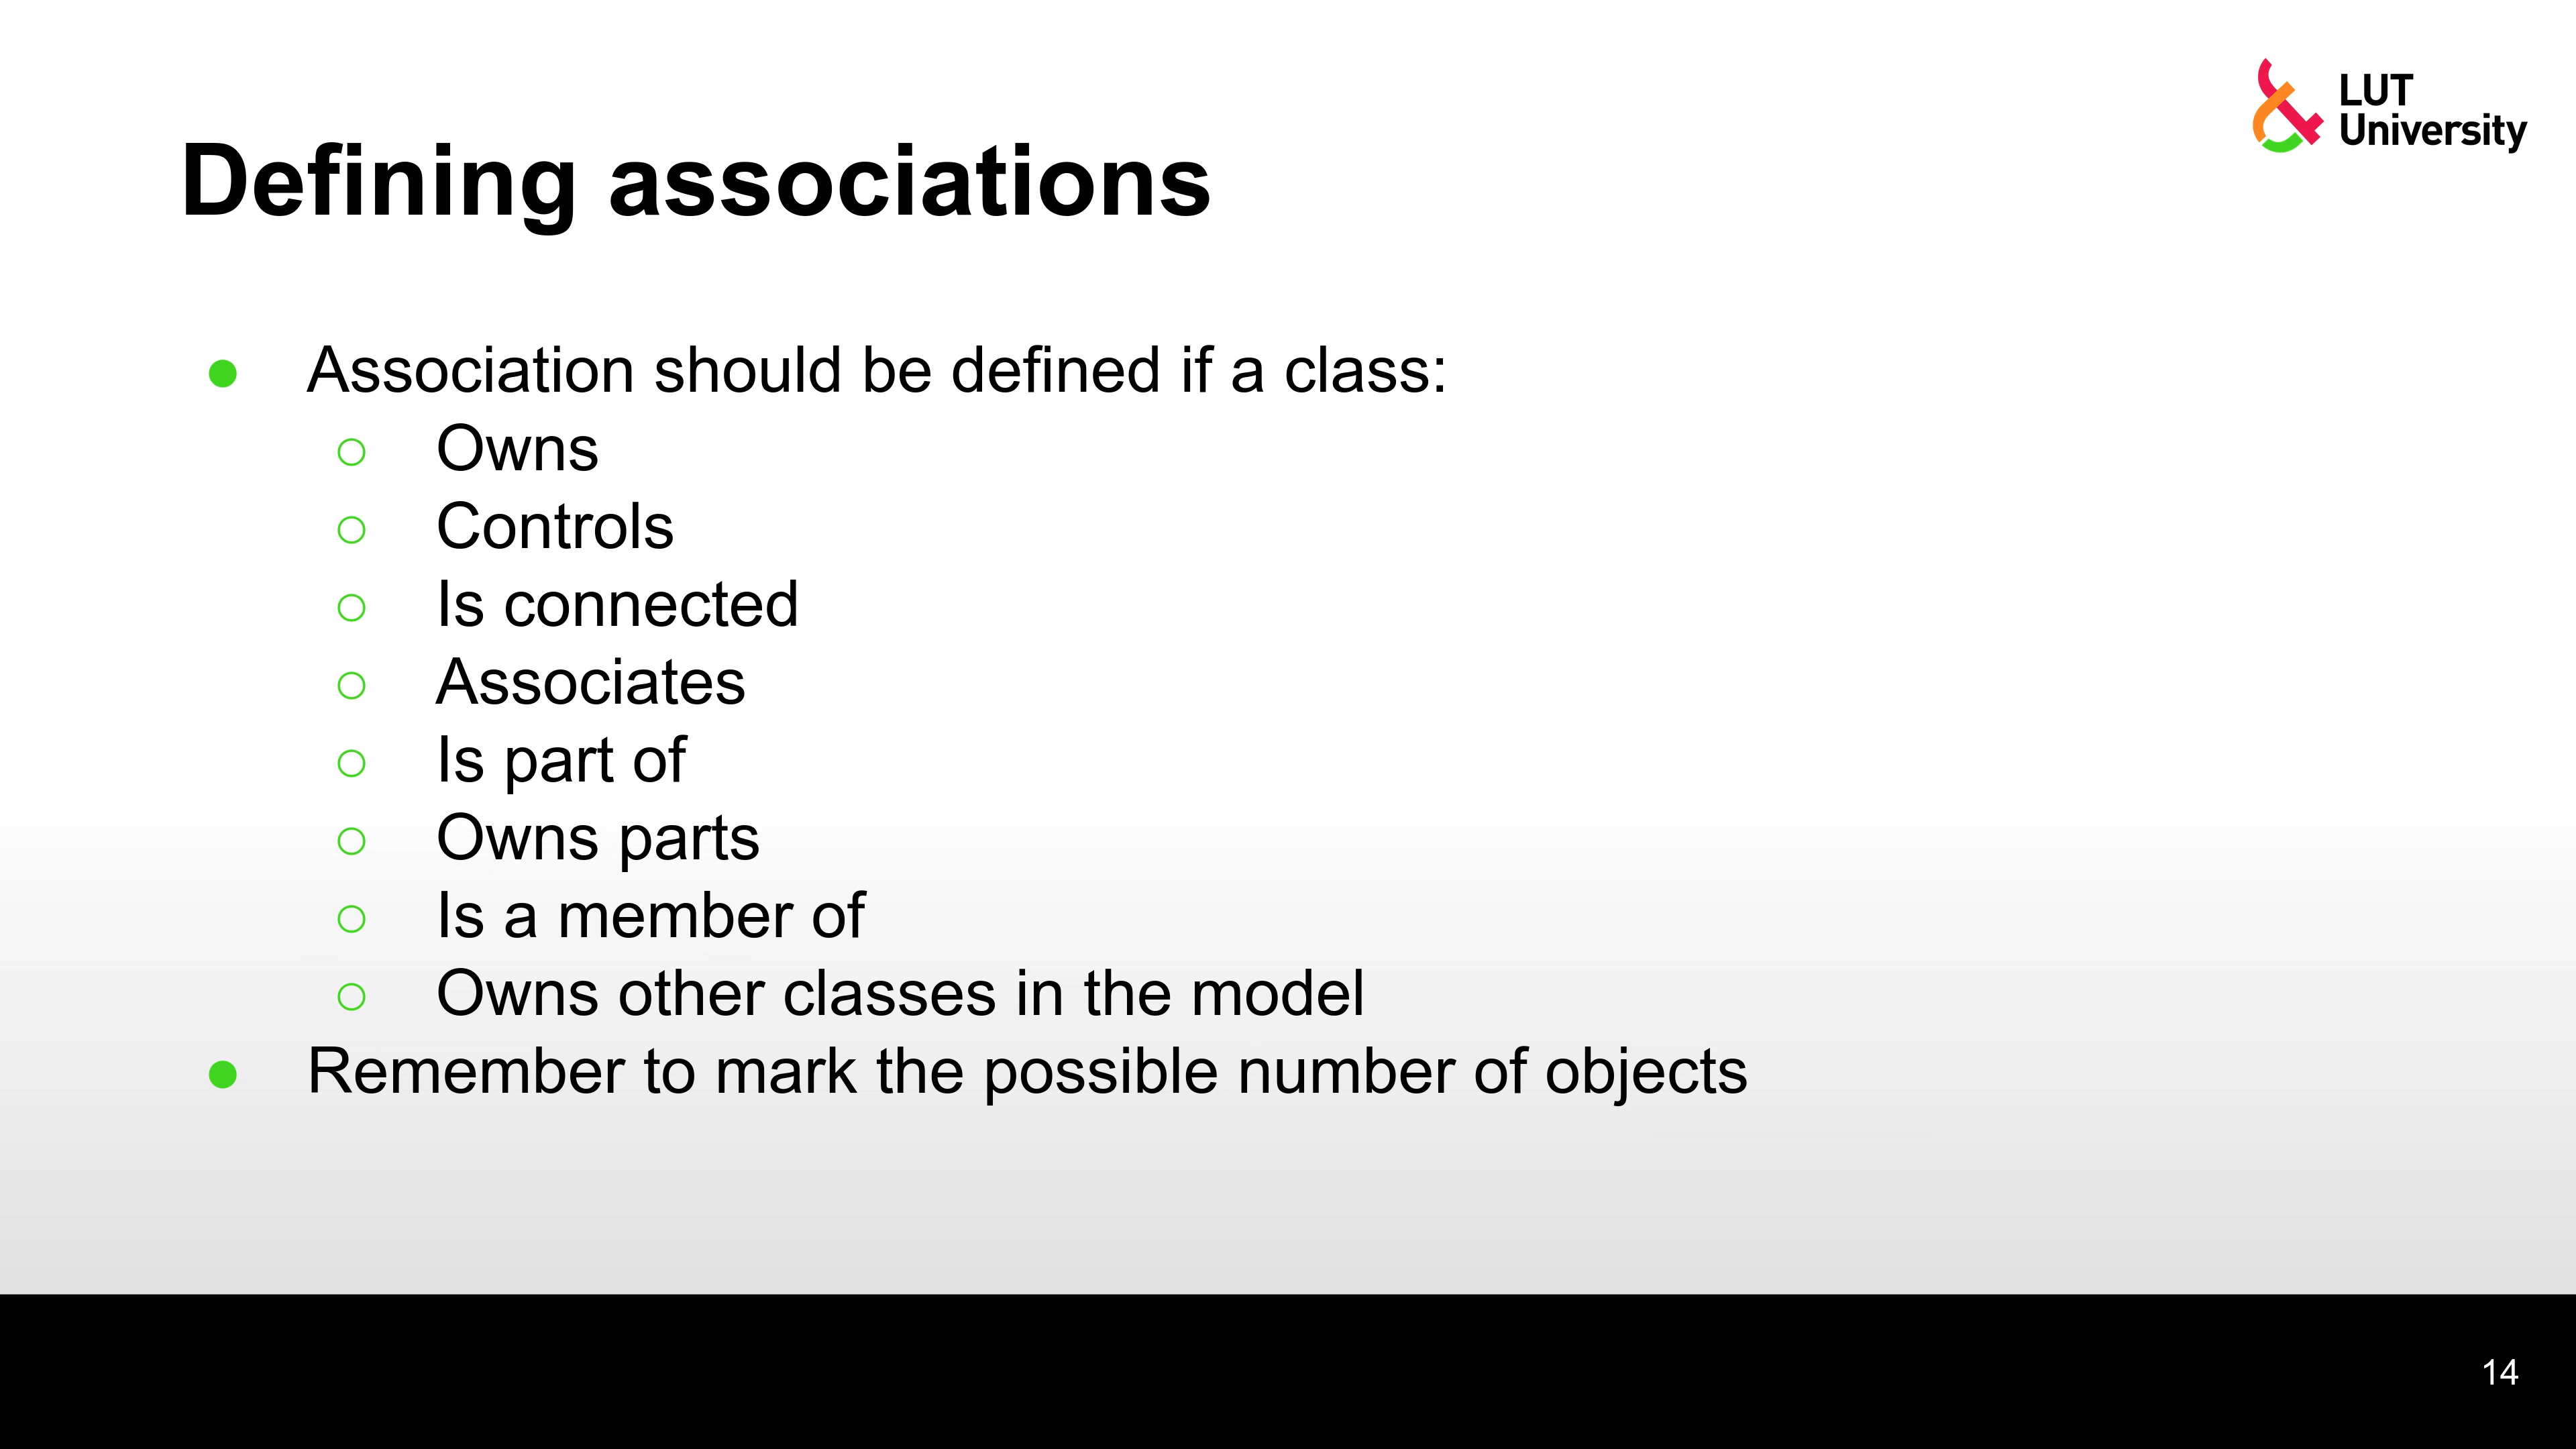 LUT
University
Defining associations
● Association should be defined if a class:
○ Owns
○ Controls
○ Is connected
○ Associates
○ Is part of
○ Owns parts
○ Is a member of
○ Owns other classes in the model
● Remember to mark the possible number of objects
14